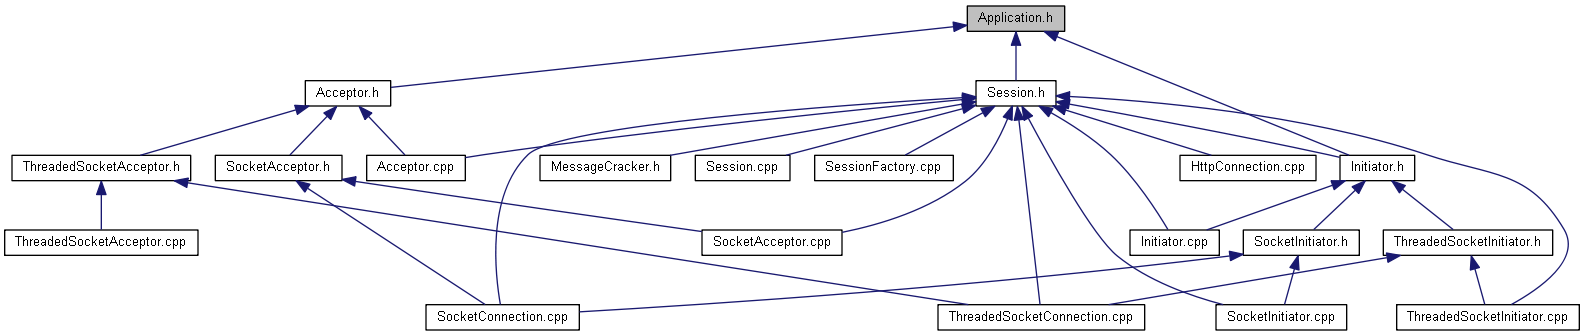 Application.h
Acceptor.h
Session.h
ThreadedSocketAcceptor.h
SocketAcceptor.h
Acceptor.cpp
MessageCracker.h
Session.cpp
SessionFactory.cpp
HttpConnection.cpp
Initiator.h
ThreadedSocketAcceptor.cpp
SocketAcceptor.cpp
Initiator.cpp
SocketInitiator.h
ThreadedSocketInitiator.h
SocketConnection.cpp
ThreadedSocketConnection.cpp
SocketInitiator.cpp
ThreadedSocketInitiator.cpp